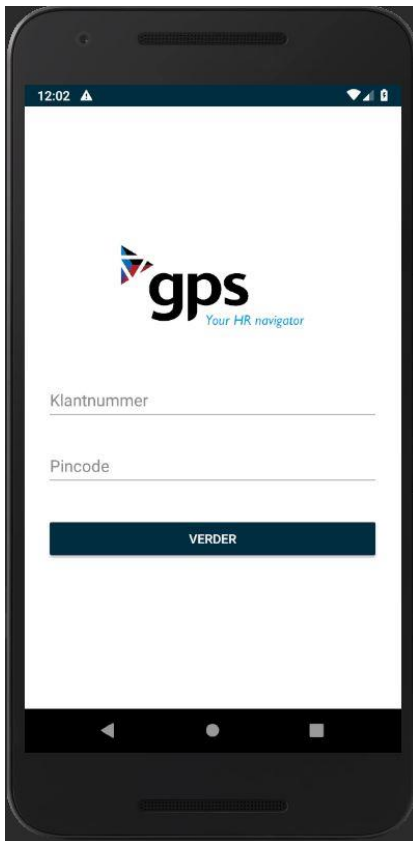 12:02
gps
Your HR navigator
Klantnummer
Pincode
VERDER